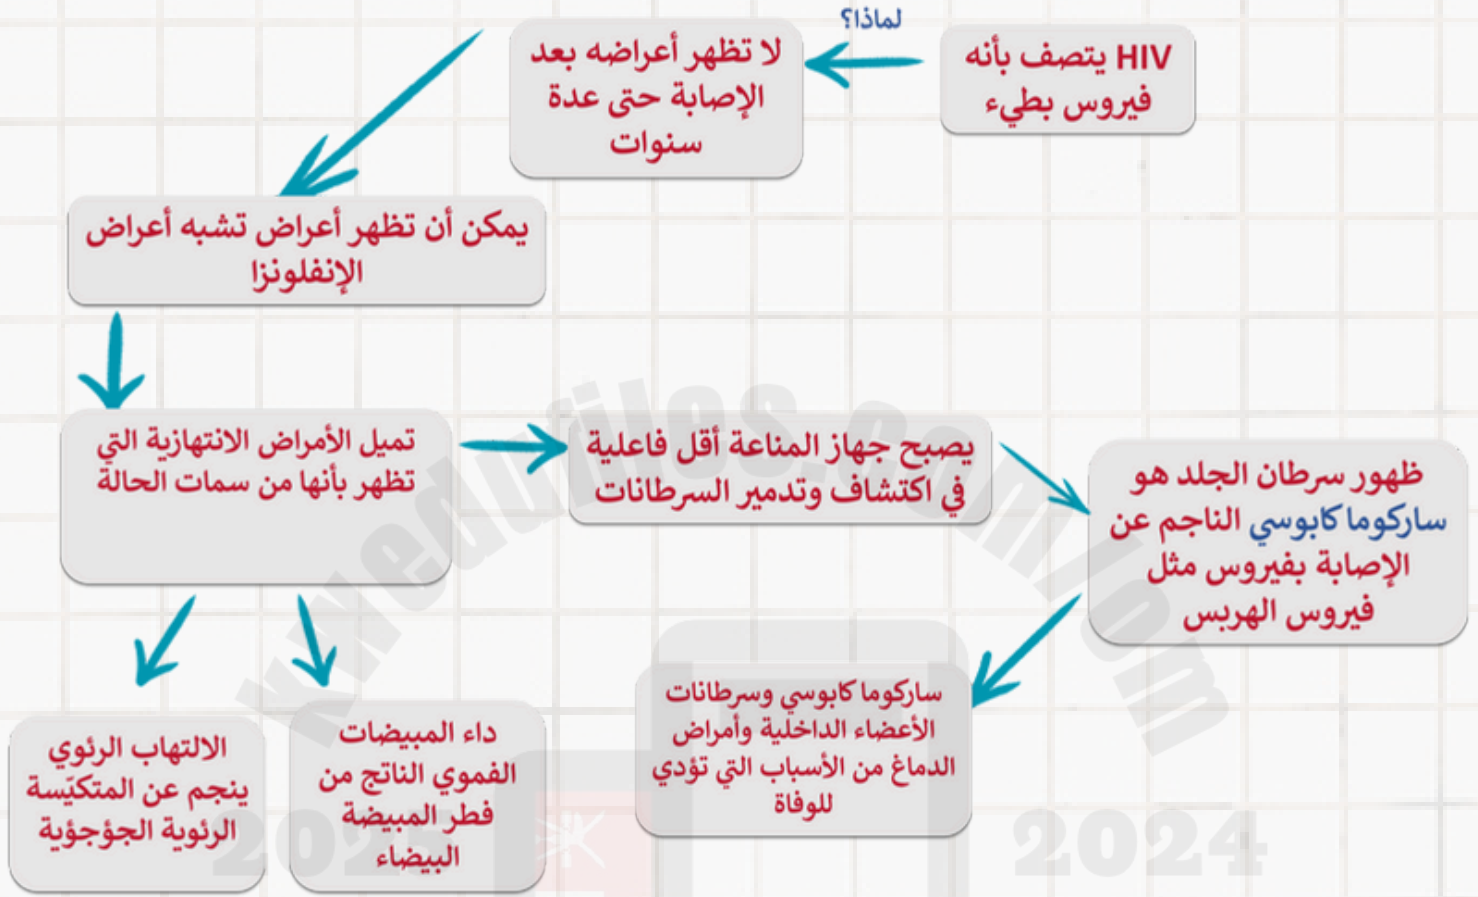 HIV يتصف بأنه
فيروس بطيء
لماذا؟
لا تظهر أعراضه بعد
الإصابة حتى عدة
سنوات
يمكن أن تظهر أعراض تشبه أعراض
الإنفلونزا
تميل الأمراض الانتهازية التي
تظهر بأنها من سمات الحالة
يصبح جهاز المناعة أقل فاعلية
في اكتشاف وتدمير السرطانات
ظهور سرطان الجلد هو
ساركوما كابوسي الناجم عن
الإصابة بفيروس مثل
فيروس الهربس
ساركوما كابوسي وسرطانات
الأعضاء الداخلية وأمراض
الدماغ من الأسباب التي تؤدي
للوفاة
داء المبيضات
الفموي الناتج من
فطر المبيضة
البيضاء
الالتهاب الرئوي
ينجم عن المتكيّسة
الرئوية الجؤجؤية
kwedufiles.com/om
2025
2024